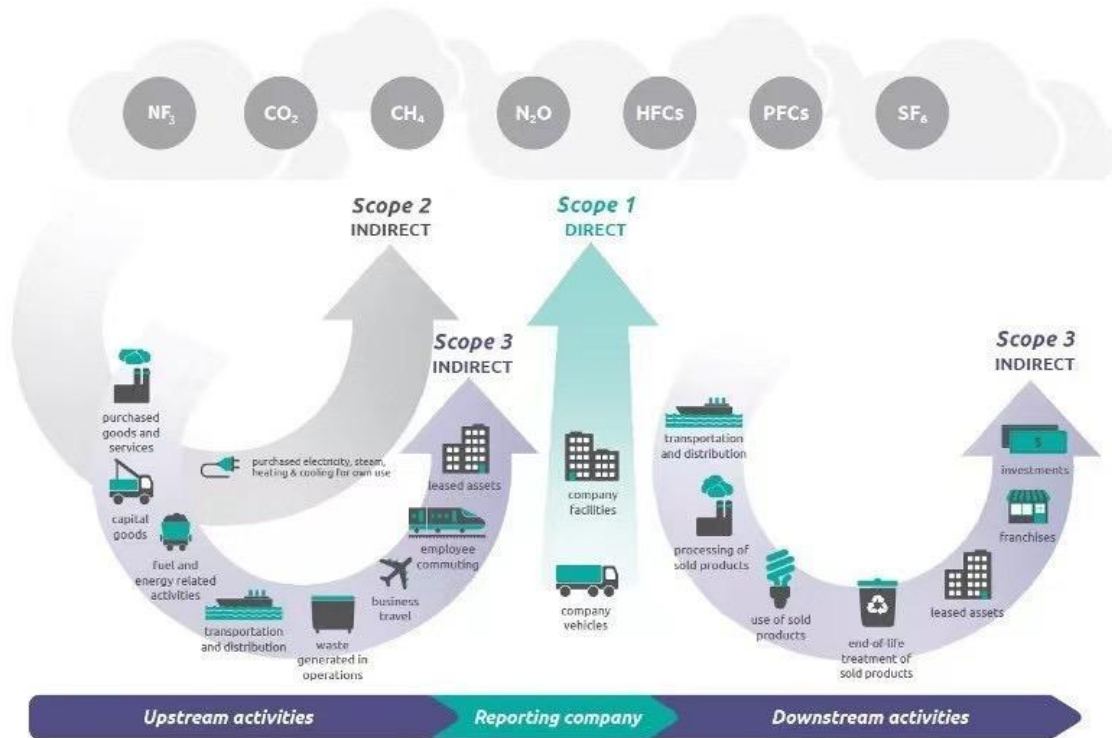 NF₃
CO₂
CH₄
N₂O
HFCs
PFCs
SF₆
Scope 2
INDIRECT
Scope 1
DIRECT
Scope 3
INDIRECT
Scope 3
INDIRECT
purchased
goods and
services
capital
goods
fuel and
energy related
activities
transportation
and distribution
waste
generated in
operations
business
travel
employee
commuting
leased assets
purchased electricity, steam,
heating & cooling for own use
company
facilities
company
vehicles
transportation
and distribution
processing of
sold products
use of sold
products
end-of-life
treatment of
sold products
leased assets
franchises
$
investments
Upstream activities
Reporting company
Downstream activities